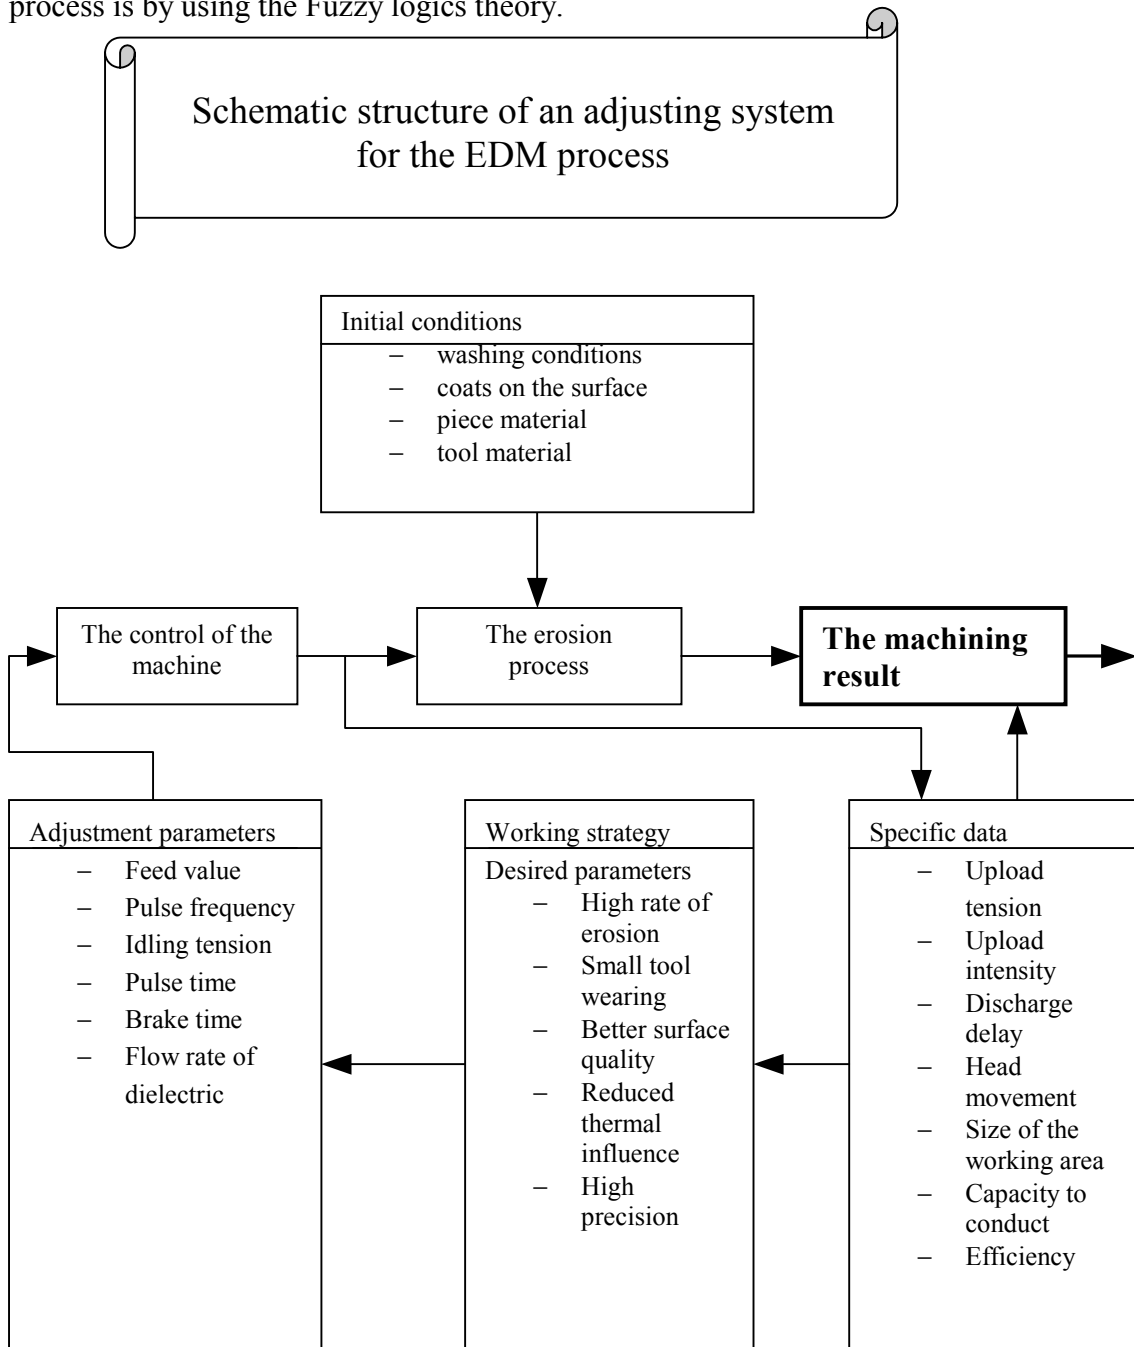 process is by using the Fuzzy logics theory.
Schematic structure of an adjusting system
for the EDM process
Initial conditions
– washing conditions
– coats on the surface
– piece material
– tool material
The control of the
machine
The erosion
process
The machining
result
Adjustment parameters
– Feed value
– Pulse frequency
– Idling tension
– Pulse time
– Brake time
– Flow rate of
dielectric
Working strategy
Desired parameters
– High rate of
erosion
– Small tool
wearing
– Better surface
quality
– Reduced
thermal
influence
– High
precision
Specific data
– Upload
tension
– Upload
intensity
– Discharge
delay
– Head
movement
– Size of the
working area
– Capacity to
conduct
– Efficiency